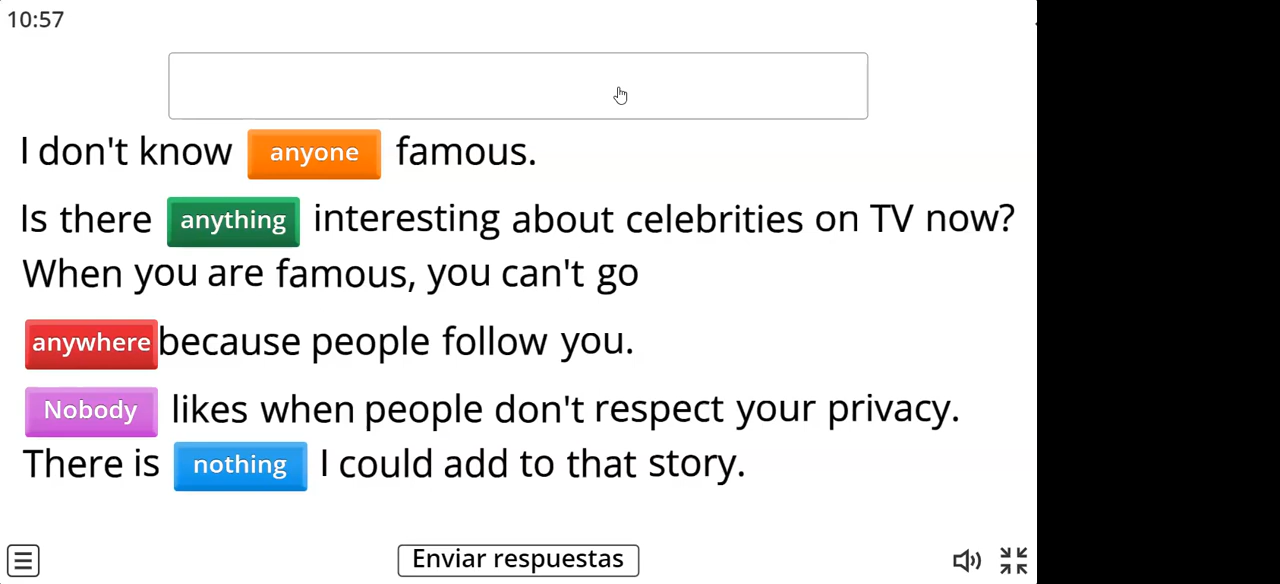 10:57
I don't know anyone famous.
Is there anything interesting about celebrities on TV now?
When you are famous, you can't go
anywhere because people follow you.
Nobody likes when people don't respect your privacy.
There is nothing I could add to that story.
Enviar respuestas